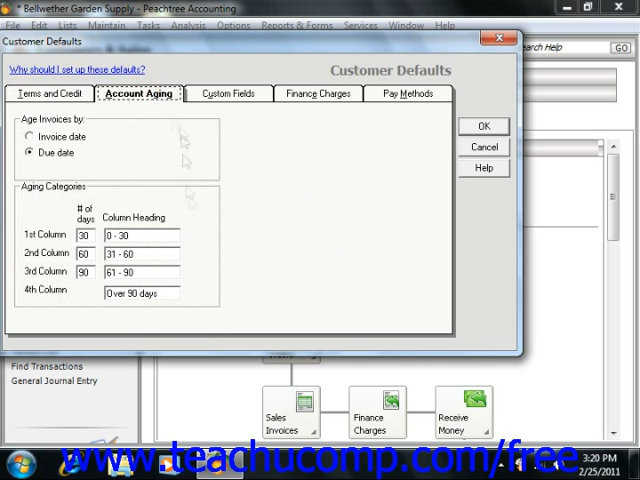 * Bellwether Garden Supply - Peachtree Accounting
File Edit Lists Maintain Tasks Analysis Options Reports & Forms Services Window Help
Customer Defaults
earch Help GO
Why should I set up these defaults?
Customer Defaults
Terms and Credit Account Aging Custom Fields Finance Charges Pay Methods
Age Invoices by:
Invoice date
Due date
OK
Cancel
Help
Aging Categories
# of days Column Heading
1st Column 30 0 - 30
2nd Column 60 31 - 60
3rd Column 90 61 - 90
4th Column Over 90 days
Find Transactions
General Journal Entry
Sales Invoices
Finance Charges
Receive Money
www.teachucomp.com/free
3:20 PM
2/25/2011